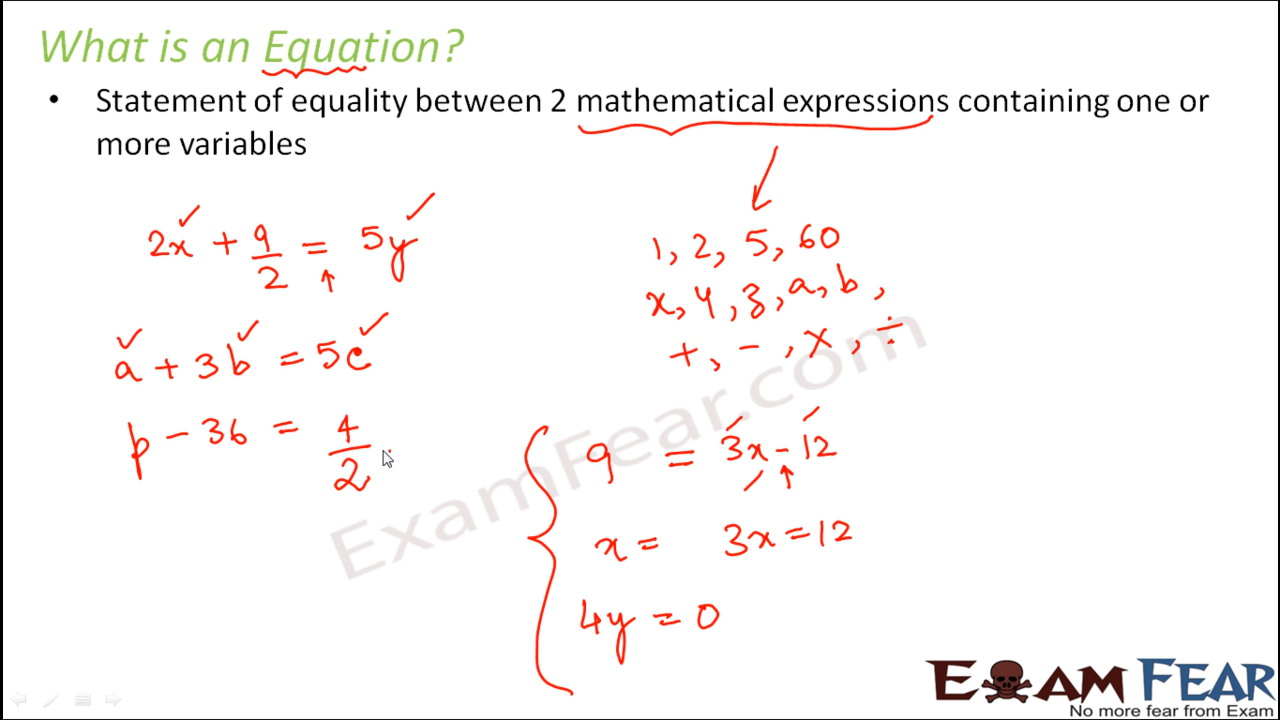 What is an Equation?
• Statement of equality between 2 mathematical expressions containing one or
more variables
2x + 9/2 = 5y
a + 3b = 5c
p - 36 = 4/2
1, 2, 5, 60
x, y, z, a, b,
+, -, ×, ÷
9 = 3x - 12
x = 3x = 12
4y = 0
ExamFear.com
EXAM FEAR
No more fear from Exam